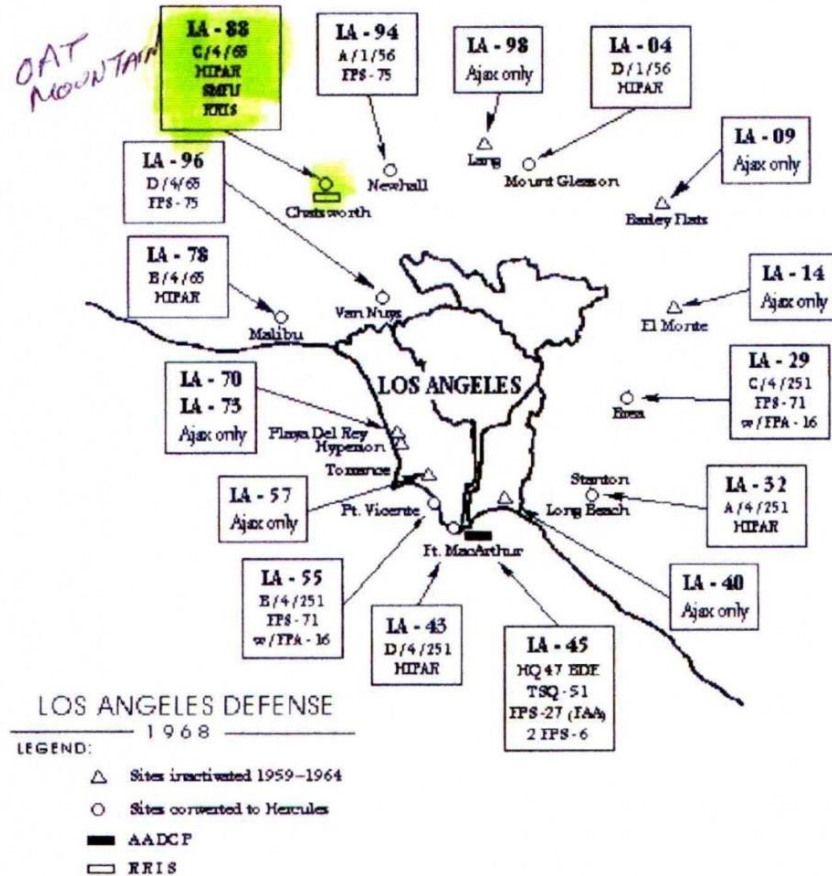 OAT
MOUNTAIN
LA - 88
C/4/65
HIPAR
SMFU
RRIS
LA - 94
A/1/56
FPS-75
LA - 98
Ajax only
LA - 04
D/1/56
HIPAR
LA - 09
Ajax only
LA - 96
D/4/65
FPS-75
Chatsworth
Newhall
Lang
Mount Gleason
Barley Flats
LA - 78
B/4/65
HIPAR
Malibu
Van Nuys
LA - 14
Ajax only
El Monte
LOS ANGELES
LA - 29
C/4/251
FPS-71
w/FPA-16
Brea
LA - 70
LA - 73
Ajax only
Playa Del Rey
Hyperion
Torrance
LA - 57
Ajax only
Pt. Vicente
Stanton
Long Beach
LA - 32
A/4/251
HIPAR
Ft. MacArthur
LA - 40
Ajax only
LA - 55
B/4/251
FPS-71
w/FPA-16
LA - 43
D/4/251
HIPAR
LA - 45
HQ 47 BDE
TSQ-51
FPS-27 (FAA)
2 FPS-6
LOS ANGELES DEFENSE
1968
LEGEND:
Sites inactivated 1959–1964
Sites converted to Hercules
AADCP
RRIS